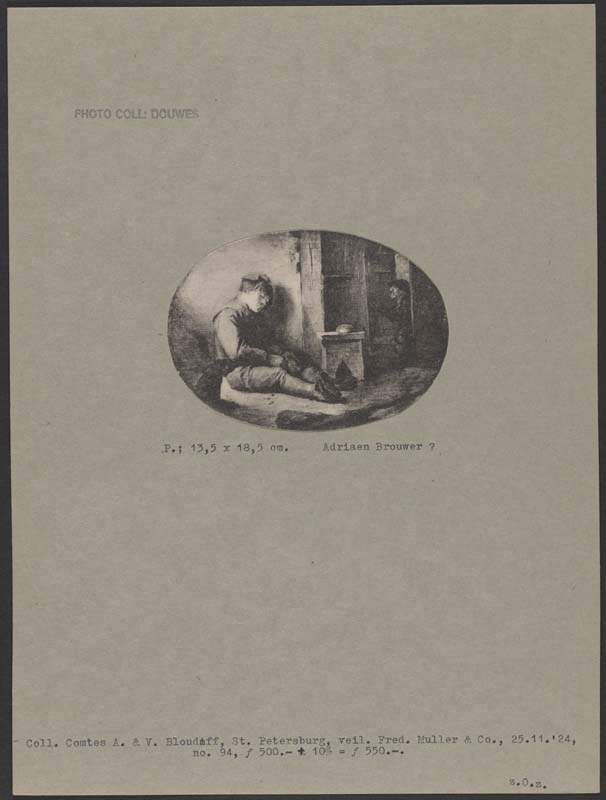 PHOTO COLL: DOUWES
P.; 13,5 x 18,5 cm. Adriaen Brouwer ?
Coll. Comtes A. & V. Bloudoff, St. Petersburg, veil. Fred. Muller & Co., 25.11.'24,
no. 94, ƒ 500.- + 10% = ƒ 550.-.
z.o.z.